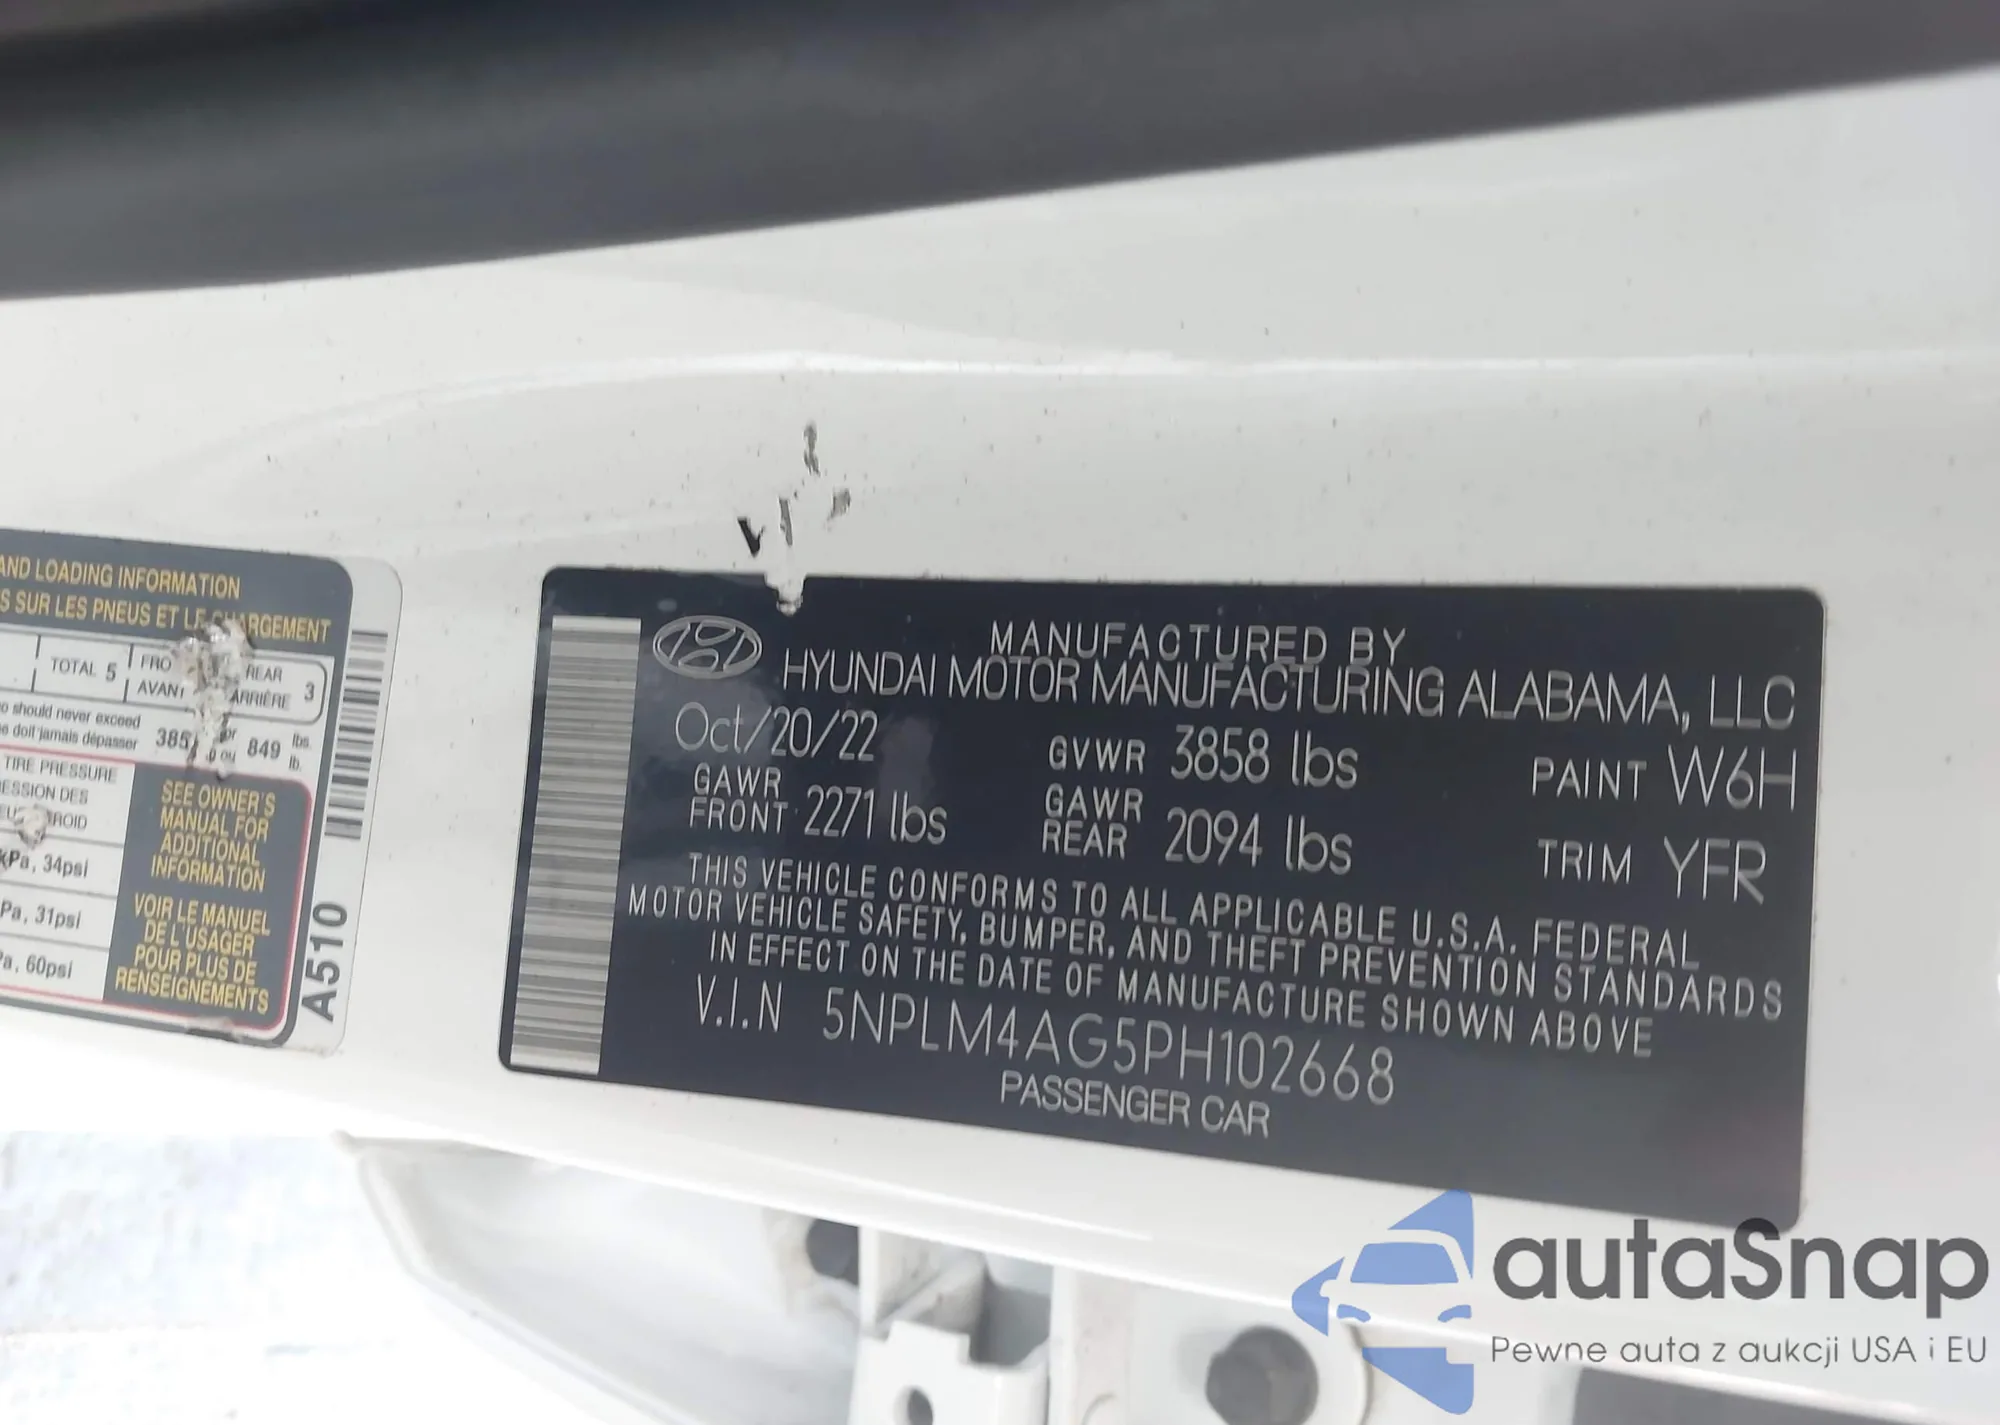 AND LOADING INFORMATION
S SUR LES PNEUS ET LE CHARGEMENT
TOTAL 5
REAR
AVANT
ARRIÈRE 3
should never exceed
doit jamais dépasser
849 lbs.
lb.
ou
TIRE PRESSURE
34psi
31psi
60psi
SEE OWNER'S
MANUAL FOR
ADDITIONAL
INFORMATION
VOIR LE MANUEL
DE L'USAGER
POUR PLUS DE
RENSEIGNEMENTS
A510
MANUFACTURED BY
HYUNDAI MOTOR MANUFACTURING ALABAMA, LLC
Oct/20/22 GVWR 3858 lbs PAINT W6H
GAWR FRONT 2271 lbs GAWR REAR 2094 lbs TRIM YFR
THIS VEHICLE CONFORMS TO ALL APPLICABLE U.S.A. FEDERAL
MOTOR VEHICLE SAFETY, BUMPER, AND THEFT PREVENTION STANDARDS
IN EFFECT ON THE DATE OF MANUFACTURE SHOWN ABOVE
V.I.N 5NPLM4AG5PH102668
PASSENGER CAR
autaSnap
Pewne auta z aukcji USA i EU